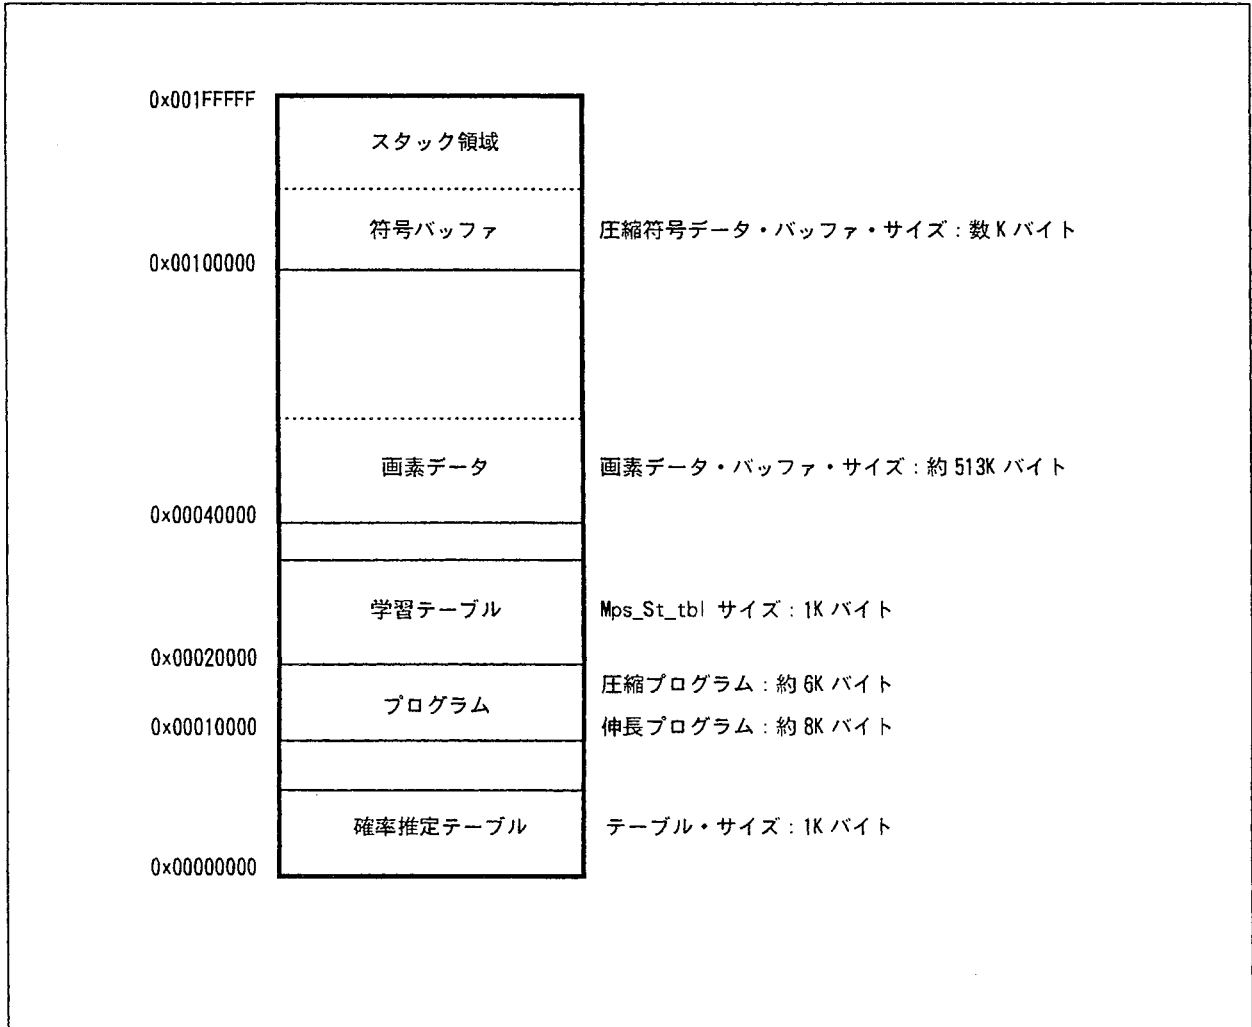 0x001FFFFF
スタック領域
符号バッファ 圧縮符号データ・バッファ・サイズ：数Kバイト
0x00100000
画素データ 画素データ・バッファ・サイズ：約513Kバイト
0x00040000
学習テーブル Mps_St_tbl サイズ：1Kバイト
0x00020000
圧縮プログラム：約6Kバイト
プログラム
0x00010000 伸長プログラム：約8Kバイト
確率推定テーブル テーブル・サイズ：1Kバイト
0x00000000